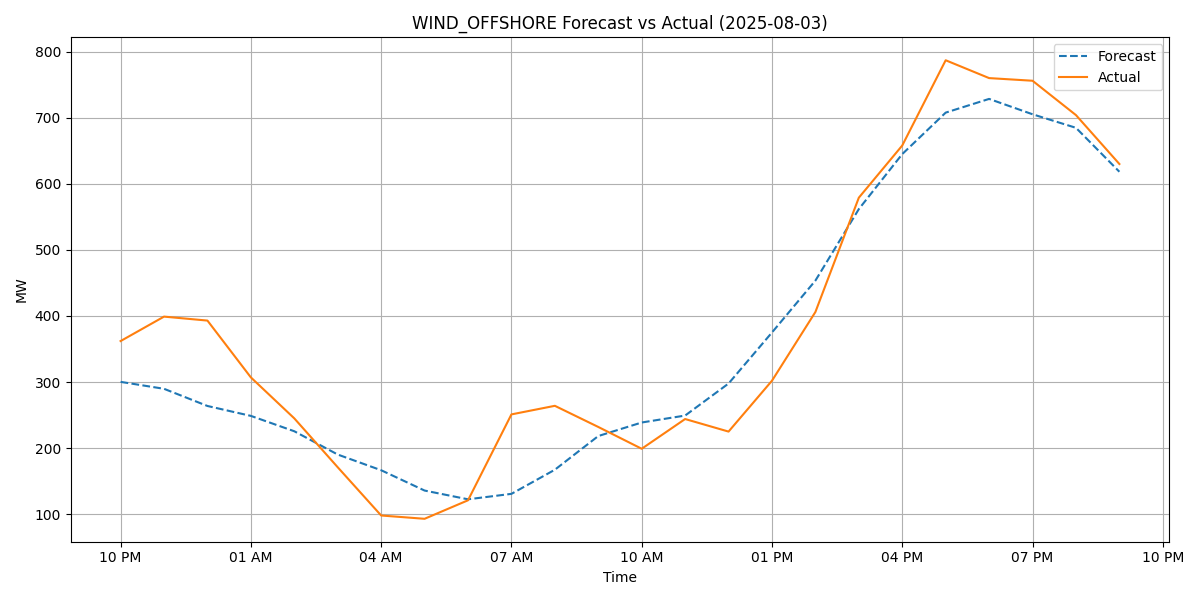 WIND_OFFSHORE Forecast vs Actual (2025-08-03)
Forecast
Actual
800
700
600
500
400
300
200
100
MW
10 PM 01 AM 04 AM 07 AM 10 AM 01 PM 04 PM 07 PM 10 PM
Time